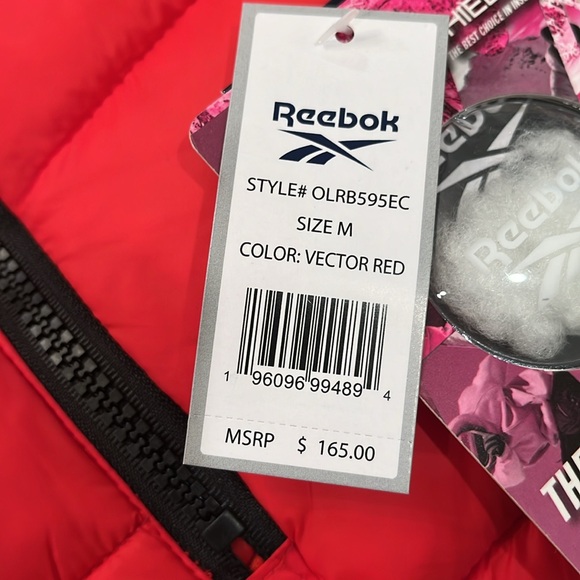 Reebok
STYLE# OLRB595EC
SIZE M
COLOR: VECTOR RED
1 96096 99489 4
MSRP $ 165.00
THE BEST CHOICE IN
Reebok
THE